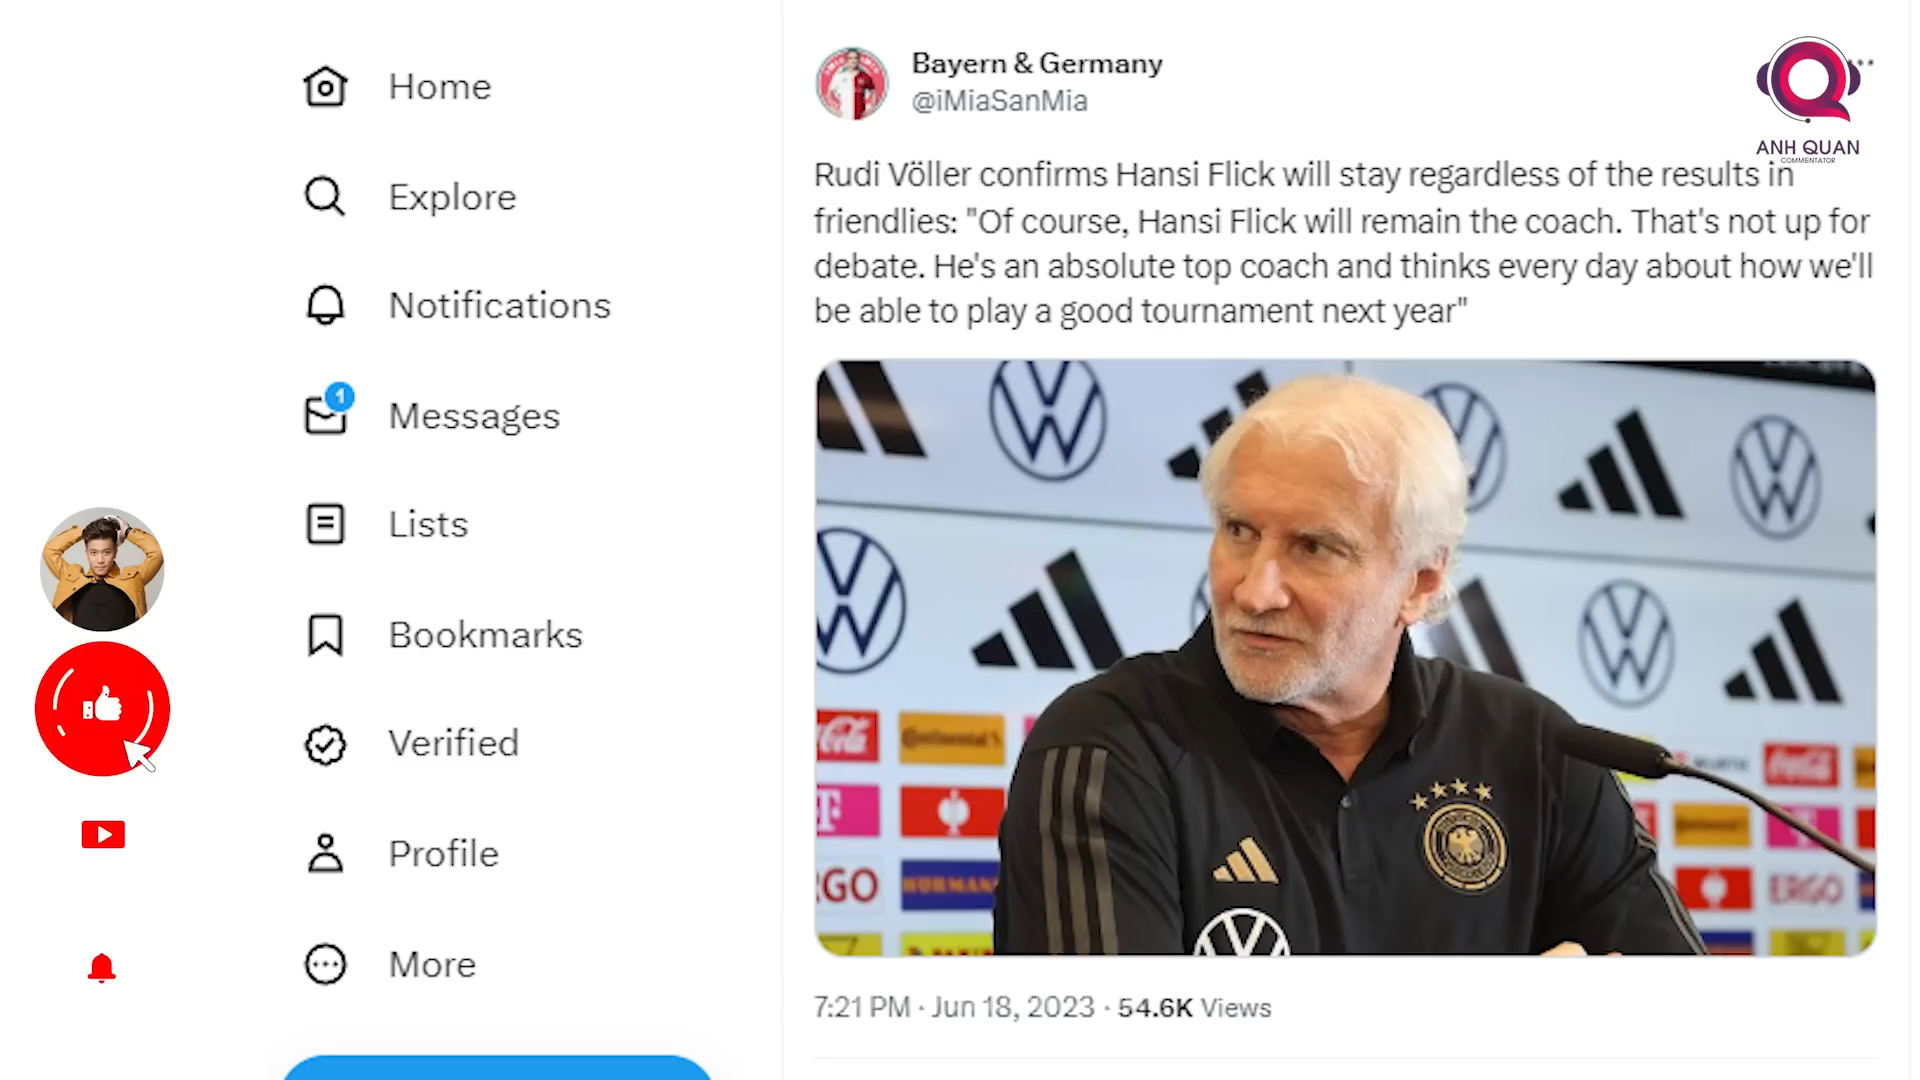 Home
Explore
Notifications
1
Messages
Lists
Bookmarks
Verified
Profile
More
Bayern & Germany
@iMiaSanMia
ANH QUAN
COMMENTATOR
Rudi Völler confirms Hansi Flick will stay regardless of the results in
friendlies: "Of course, Hansi Flick will remain the coach. That's not up for
debate. He's an absolute top coach and thinks every day about how we'll
be able to play a good tournament next year"
Continental
ERGO
7:21 PM · Jun 18, 2023 · 54.6K Views